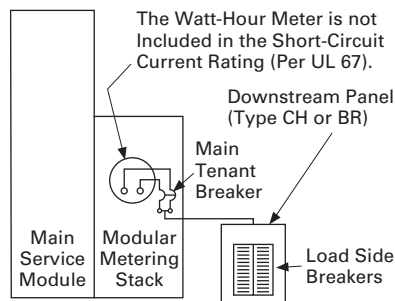 The Watt-Hour Meter is not
Included in the Short-Circuit
Current Rating (Per UL 67).
Downstream Panel
(Type CH or BR)
Main
Tenant
Breaker
Main
Service
Module
Modular
Metering
Stack
Load Side
Breakers